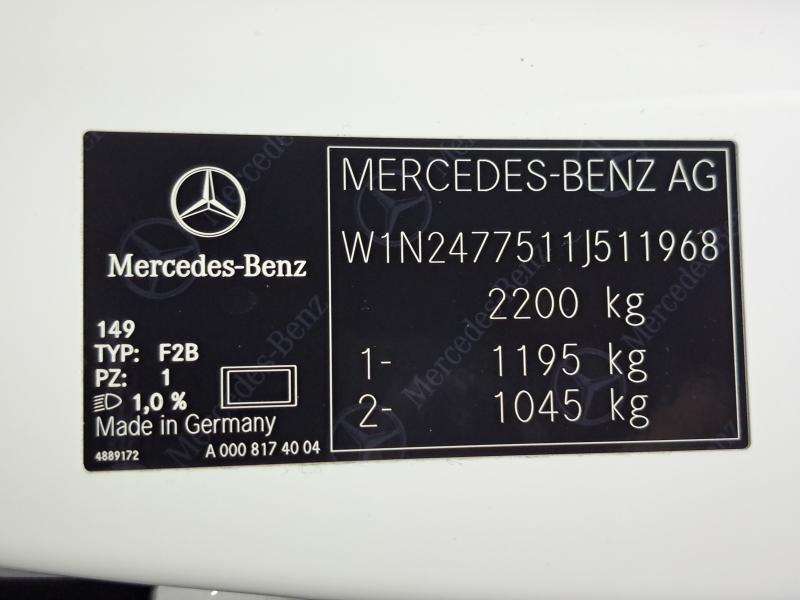 Mercedes-Benz
149
TYP: F2B
PZ: 1
1,0 %
Made in Germany
4889172
A 000 817 40 04
MERCEDES-BENZ AG
W1N2477511J511968
2200 kg
1- 1195 kg
2- 1045 kg